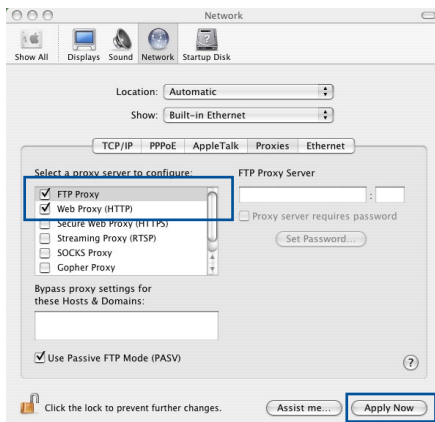 Network
Show All Displays Sound Network Startup Disk
Location: Automatic
Show: Built-in Ethernet
TCP/IP PPPoE AppleTalk Proxies Ethernet
Select a proxy server to configure: FTP Proxy Server
FTP Proxy :
Web Proxy (HTTP) Proxy server requires password
Secure Web Proxy (HTTPS)
Streaming Proxy (RTSP) Set Password...
SOCKS Proxy
Gopher Proxy
Bypass proxy settings for
these Hosts & Domains:
Use Passive FTP Mode (PASV) ?
Click the lock to prevent further changes. Assist me... Apply Now